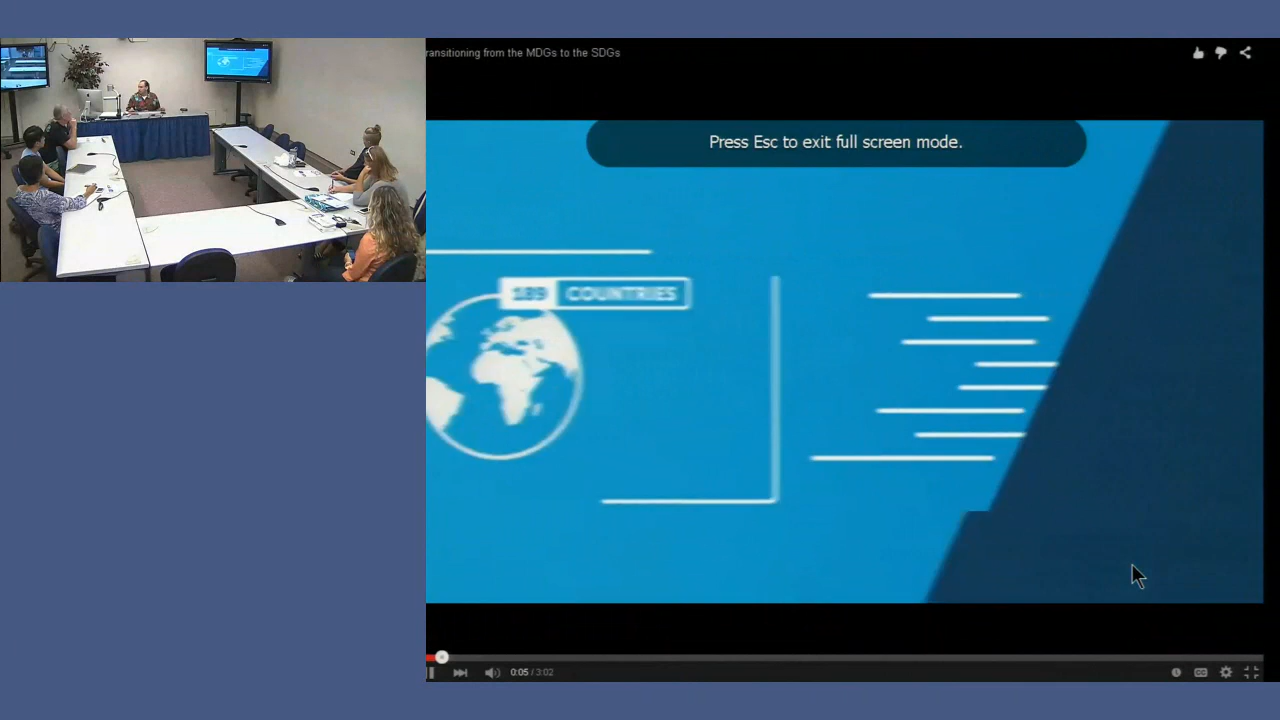 ransitioning from the MDGs to the SDGs
Press Esc to exit full screen mode.
189 COUNTRIES
0:05 / 3:02
CC